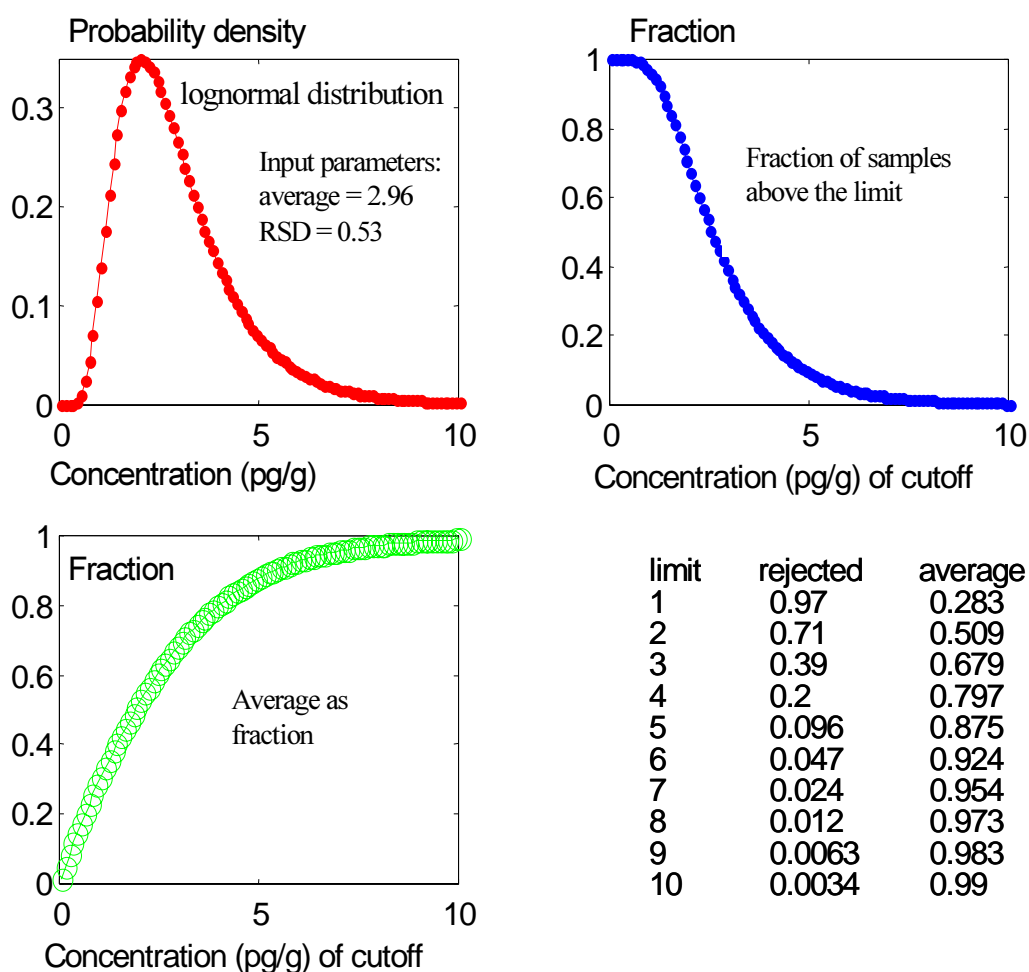 Probability density
0.3
0.2
0.1
0
lognormal distribution
Input parameters:
average = 2.96
RSD = 0.53
0 5 10
Concentration (pg/g)
Fraction
1
0.8
0.6
0.4
0.2
0
Fraction of samples
above the limit
0 5 10
Concentration (pg/g) of cutoff
1
0.8
0.6
0.4
0.2
0
Fraction
Average as
fraction
0 5 10
Concentration (pg/g) of cutoff
limit rejected average
1 0.97 0.283
2 0.71 0.509
3 0.39 0.679
4 0.2 0.797
5 0.096 0.875
6 0.047 0.924
7 0.024 0.954
8 0.012 0.973
9 0.0063 0.983
10 0.0034 0.99